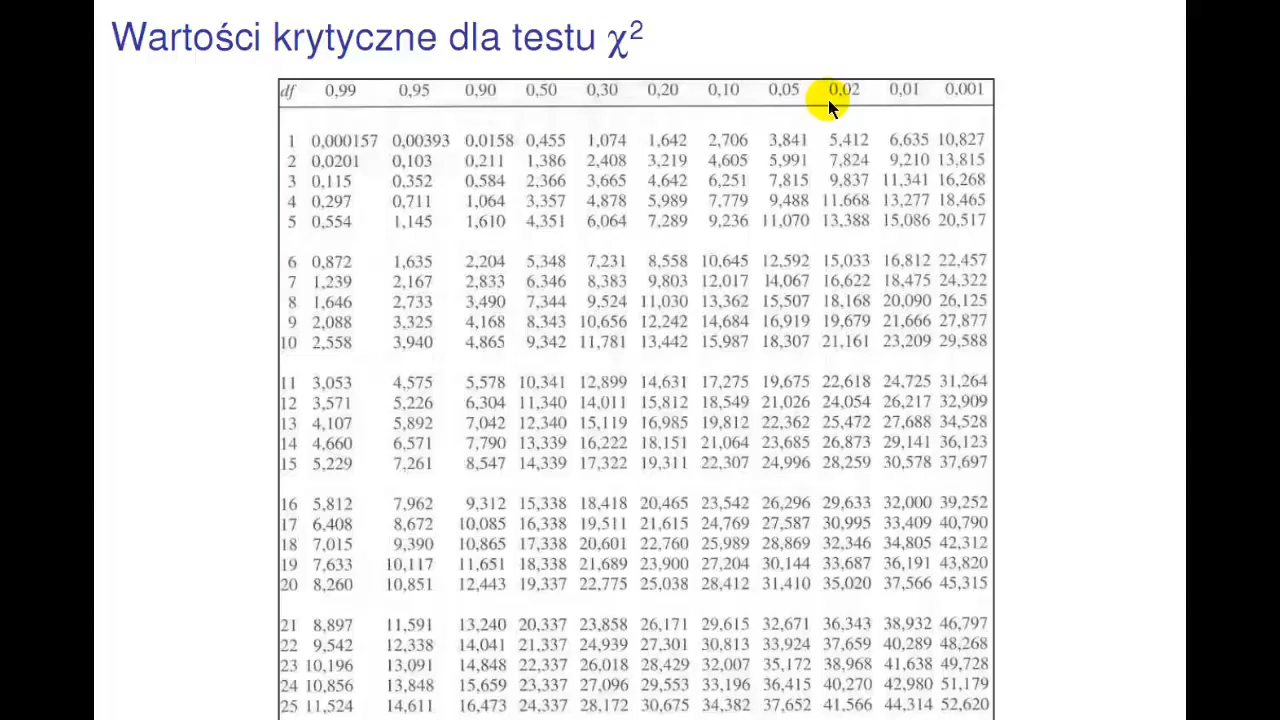 Wartości krytyczne dla testu χ²
df 0,99 0,95 0,90 0,50 0,30 0,20 0,10 0,05 0,02 0,01 0,001
1 0,000157 0,00393 0,0158 0,455 1,074 1,642 2,706 3,841 5,412 6,635 10,827
2 0,0201 0,103 0,211 1,386 2,408 3,219 4,605 5,991 7,824 9,210 13,815
3 0,115 0,352 0,584 2,366 3,665 4,642 6,251 7,815 9,837 11,341 16,268
4 0,297 0,711 1,064 3,357 4,878 5,989 7,779 9,488 11,668 13,277 18,465
5 0,554 1,145 1,610 4,351 6,064 7,289 9,236 11,070 13,388 15,086 20,517
6 0,872 1,635 2,204 5,348 7,231 8,558 10,645 12,592 15,033 16,812 22,457
7 1,239 2,167 2,833 6,346 8,383 9,803 12,017 14,067 16,622 18,475 24,322
8 1,646 2,733 3,490 7,344 9,524 11,030 13,362 15,507 18,168 20,090 26,125
9 2,088 3,325 4,168 8,343 10,656 12,242 14,684 16,919 19,679 21,666 27,877
10 2,558 3,940 4,865 9,342 11,781 13,442 15,987 18,307 21,161 23,209 29,588
11 3,053 4,575 5,578 10,341 12,899 14,631 17,275 19,675 22,618 24,725 31,264
12 3,571 5,226 6,304 11,340 14,011 15,812 18,549 21,026 24,054 26,217 32,909
13 4,107 5,892 7,042 12,340 15,119 16,985 19,812 22,362 25,472 27,688 34,528
14 4,660 6,571 7,790 13,339 16,222 18,151 21,064 23,685 26,873 29,141 36,123
15 5,229 7,261 8,547 14,339 17,322 19,311 22,307 24,996 28,259 30,578 37,697
16 5,812 7,962 9,312 15,338 18,418 20,465 23,542 26,296 29,633 32,000 39,252
17 6,408 8,672 10,085 16,338 19,511 21,615 24,769 27,587 30,995 33,409 40,790
18 7,015 9,390 10,865 17,338 20,601 22,760 25,989 28,869 32,346 34,805 42,312
19 7,633 10,117 11,651 18,338 21,689 23,900 27,204 30,144 33,687 36,191 43,820
20 8,260 10,851 12,443 19,337 22,775 25,038 28,412 31,410 35,020 37,566 45,315
21 8,897 11,591 13,240 20,337 23,858 26,171 29,615 32,671 36,343 38,932 46,797
22 9,542 12,338 14,041 21,337 24,939 27,301 30,813 33,924 37,659 40,289 48,268
23 10,196 13,091 14,848 22,337 26,018 28,429 32,007 35,172 38,968 41,638 49,728
24 10,856 13,848 15,659 23,337 27,096 29,553 33,196 36,415 40,270 42,980 51,179
25 11,524 14,611 16,473 24,337 28,172 30,675 34,382 37,652 41,566 44,314 52,620